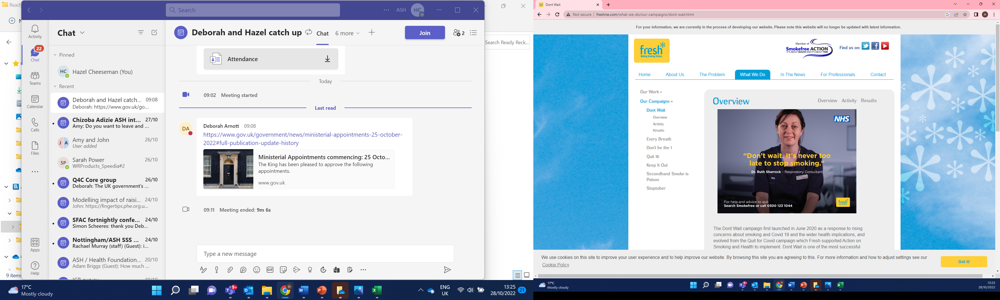 Ready
Search
ASH
HC
Activity
22
Chat
Teams
Calendar
Calls
Files
Apps
Help
9 items
Chat
Pinned
HC
Hazel Cheeseman (You)
Recent
Deborah and Hazel catch... 09:08
Deborah: https://www.gov.uk/go...
Chizoba Adizie ASH int... 27/10
Amy: Do you want to leave and ...
J A
Amy and John 26/10
User added
SP
Sarah Power 26/10
WRProducts_Speedia#2
Q4C Core group 26/10
Deborah: The UK government's ...
Modelling impact of raisi... 24/10
John: https://fingertips.phe.org.u...
SFAC fortnightly confe... 24/10
Simon Scheeres: thank you Deb...
Nottingham/ASH SSS ... 24/10
Rachael Murray (staff) (Guest): i...
ASH / Health Foundation... 20/10
Adam Briggs (Guest): How much ...
Deborah and Hazel catch up
Chat
6 more
Join
2
Search Ready Reck...
Attendance
Today
09:02 Meeting started
Last read
DA
Deborah Arnott 09:08
https://www.gov.uk/government/news/ministerial-appointments-25-october-
2022#full-publication-update-history
Ministerial Appointments commencing: 25 Octo...
The King has been pleased to approve the following
appointments.
www.gov.uk
09:11 Meeting ended: 9m 6s
Type a new message
GIF
17°C
Mostly cloudy
9+
H
ENG
UK
13:25
28/10/2022
21
Dont Wait
Not secure
freshne.com/what-we-do/our-campaigns/dont-wait.html
H
For your information, we are currently in the process of developing our website. Please note this website will no longer be updated with latest information.
fresh
Making Smoking History
Member of
Smokefree ACTION
IT'S ABOUT HEALTH AND IT'S ABOUT TIME
Find us on:
Home
About Us
The Problem
What We Do
In The News
For Professionals
Contact
Our Work »
Our Campaigns »
Dont Wait
Overview
Activity
Results
Every Breath
Don't be the 1
Quit 16
Keep It Out
Secondhand Smoke is
Poison
Stoptober
Overview
Overview Activity Results
NHS
"Don't wait. It's never too
late to stop smoking."
Dr. Ruth Sharrock – Respiratory Consultant
For help and advice to quit
Search Smokefree or call 0300 123 1044
fresh
The Dont Wait campaign first launched in June 2020 as a response to rising
concerns about smoking and Covid 19 and the wider health implications, and
evolved from the Quit for Covid campaign which Fresh supported Action on
Smoking and Health to implement. Dont Wait is one of the most successful
We use cookies on this site to improve your user experience and to help improve our website. By browsing this site you are agreeing to this. For more information and how to adjust settings see our
Cookie Policy
Got it!
17°C
Mostly cloudy
13:25
28/10/2022